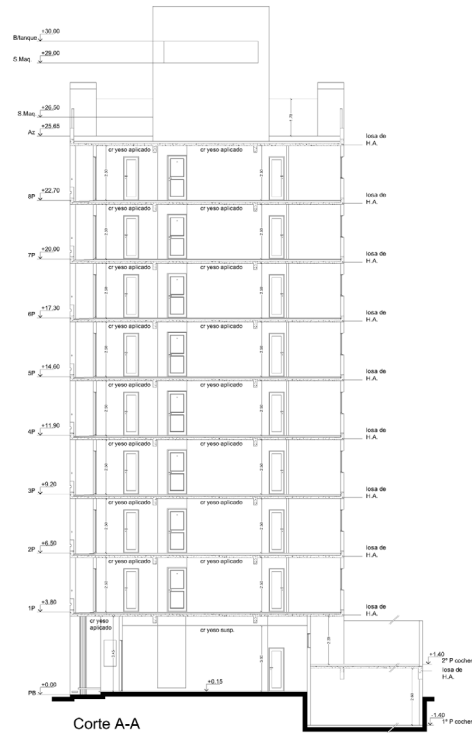 +30,00
B/tanque
+29,00
S.Maq
+26,50
S.Maq
+25,65
Az
losa de
H.A.
cr yeso aplicado cr yeso aplicado
+22,70
8P
losa de
H.A.
cr yeso aplicado cr yeso aplicado
+20,00
7P
losa de
H.A.
cr yeso aplicado cr yeso aplicado
+17,30
6P
losa de
H.A.
cr yeso aplicado cr yeso aplicado
+14,60
5P
losa de
H.A.
cr yeso aplicado cr yeso aplicado
+11,90
4P
losa de
H.A.
cr yeso aplicado cr yeso aplicado
+9,20
3P
losa de
H.A.
cr yeso aplicado cr yeso aplicado
+6,50
2P
losa de
H.A.
cr yeso aplicado cr yeso aplicado
+3,80
1P
losa de
H.A.
cr yeso
aplicado
cr yeso susp.
+1,40
2° P cochera
losa de
H.A.
+0,15
+0,00
PB
-1,40
1° P cochera
Corte A-A